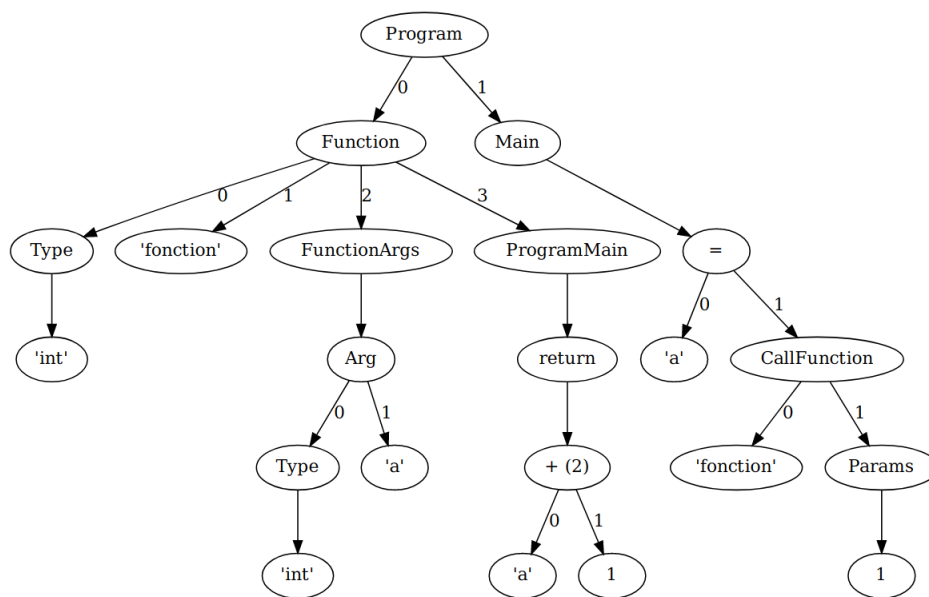 Program
0 1
Function Main
0 1 2 3
Type 'fonction' FunctionArgs ProgramMain =
0 1
'int' Arg return 'a' CallFunction
0 1 0 1
Type 'a' + (2) 'fonction' Params
0 1
'int' 'a' 1 1